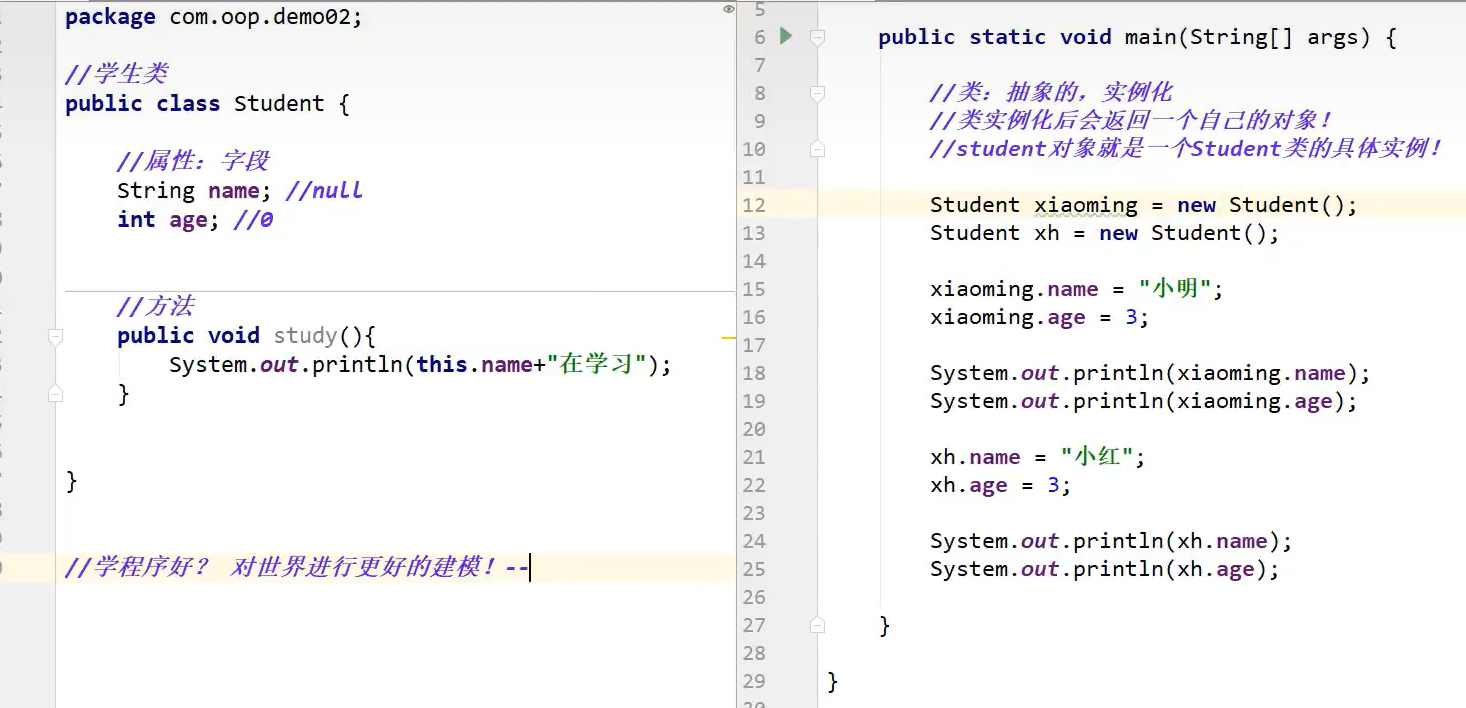 package com.oop.demo02;
//学生类
public class Student {
//属性：字段
String name; //null
int age; //0
//方法
public void study(){
System.out.println(this.name+"在学习");
}
}
//学程序好？ 对世界进行更好的建模！--
5
6 public static void main(String[] args) {
7
8 //类：抽象的，实例化
9 //类实例化后会返回一个自己的对象！
10 //student对象就是一个Student类的具体实例！
11
12 Student xiaoming = new Student();
13 Student xh = new Student();
14
15 xiaoming.name = "小明";
16 xiaoming.age = 3;
17
18 System.out.println(xiaoming.name);
19 System.out.println(xiaoming.age);
20
21 xh.name = "小红";
22 xh.age = 3;
23
24 System.out.println(xh.name);
25 System.out.println(xh.age);
26
27 }
28
29 }